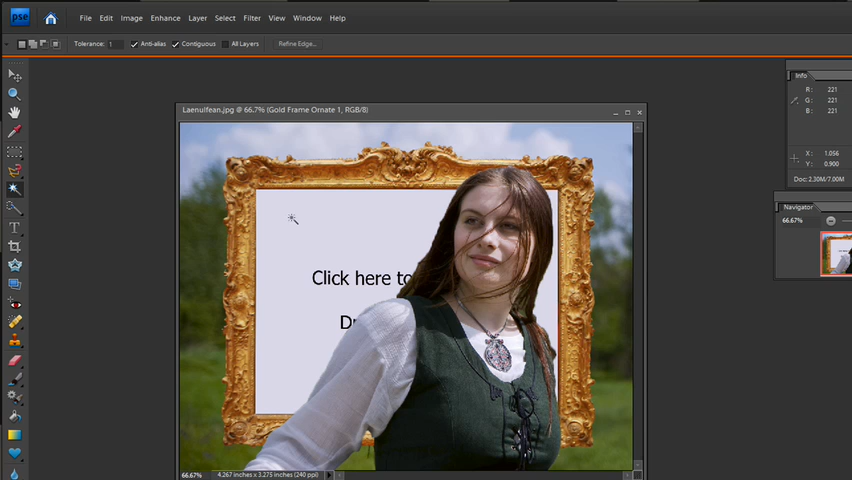 pse
File Edit Image Enhance Layer Select Filter View Window Help
Tolerance: 1 Anti-alias Contiguous All Layers Refine Edge...
Info
R: 221
G: 221
B: 221
X: 1.056
Y: 0.900
Doc: 2.30M/7.00M
Navigator
66.67%
Laenulfean.jpg @ 66.7% (Gold Frame Ornate 1, RGB/8)
Click here to
66.67% 4.267 inches x 3.275 inches (240 ppi)